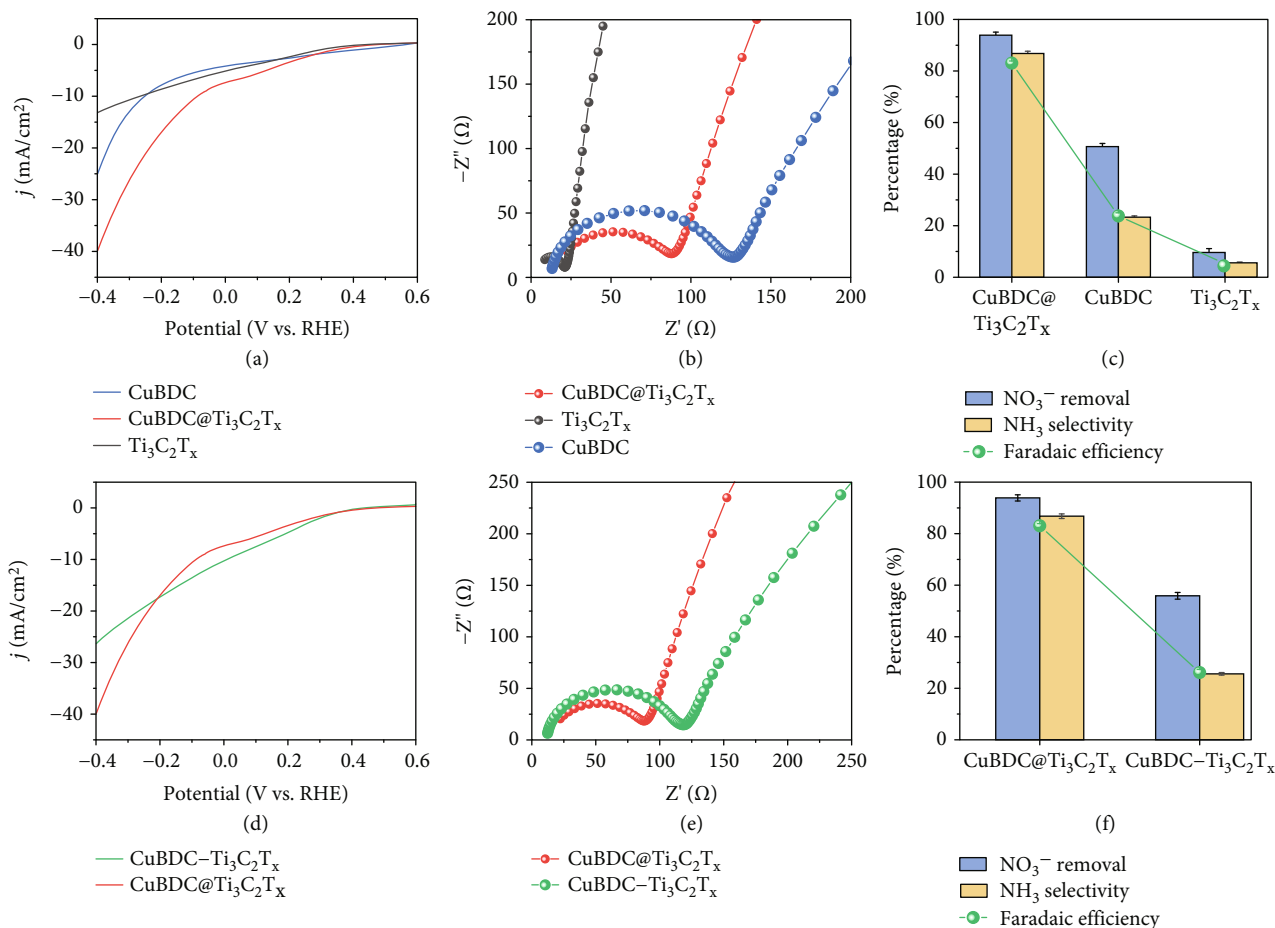 0
−10
−20
−30
−40
j (mA/cm²)
−0.4 −0.2 0.0 0.2 0.4 0.6
Potential (V vs. RHE)
(a)
CuBDC
CuBDC@Ti₃C₂Tₓ
Ti₃C₂Tₓ
−200
−150
−100
50
0
−Z″ (Ω)
0 50 100 150 200
Z′ (Ω)
(b)
CuBDC@Ti₃C₂Tₓ
Ti₃C₂Tₓ
CuBDC
100
80
60
40
20
0
Percentage (%)
CuBDC@
Ti₃C₂Tₓ
CuBDC
Ti₃C₂Tₓ
(c)
NO₃⁻ removal
NH₃ selectivity
Faradaic efficiency
0
−10
−20
−30
−40
j (mA/cm²)
−0.4 −0.2 0.0 0.2 0.4 0.6
Potential (V vs. RHE)
(d)
CuBDC−Ti₃C₂Tₓ
CuBDC@Ti₃C₂Tₓ
250
200
150
100
50
0
−Z″ (Ω)
0 50 100 150 200 250
Z′ (Ω)
(e)
CuBDC@Ti₃C₂Tₓ
CuBDC−Ti₃C₂Tₓ
100
80
60
40
20
0
Percentage (%)
CuBDC@Ti₃C₂Tₓ CuBDC−Ti₃C₂Tₓ
(f)
NO₃⁻ removal
NH₃ selectivity
Faradaic efficiency